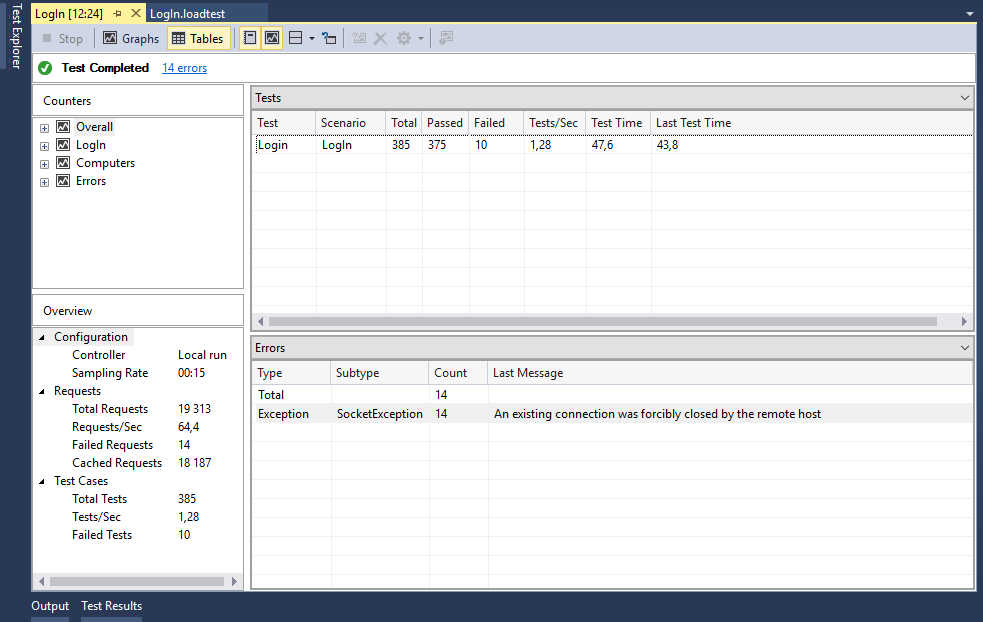 Test Explorer
LogIn [12:24] LogIn.loadtest
Stop Graphs Tables
Test Completed 14 errors
Counters
Overall
LogIn
Computers
Errors
Overview
Configuration
Controller Local run
Sampling Rate 00:15
Requests
Total Requests 19 313
Requests/Sec 64,4
Failed Requests 14
Cached Requests 18 187
Test Cases
Total Tests 385
Tests/Sec 1,28
Failed Tests 10
Tests
Test Scenario Total Passed Failed Tests/Sec Test Time Last Test Time
Login LogIn 385 375 10 1,28 47,6 43,8
Errors
Type Subtype Count Last Message
Total 14
Exception SocketException 14 An existing connection was forcibly closed by the remote host
Output Test Results